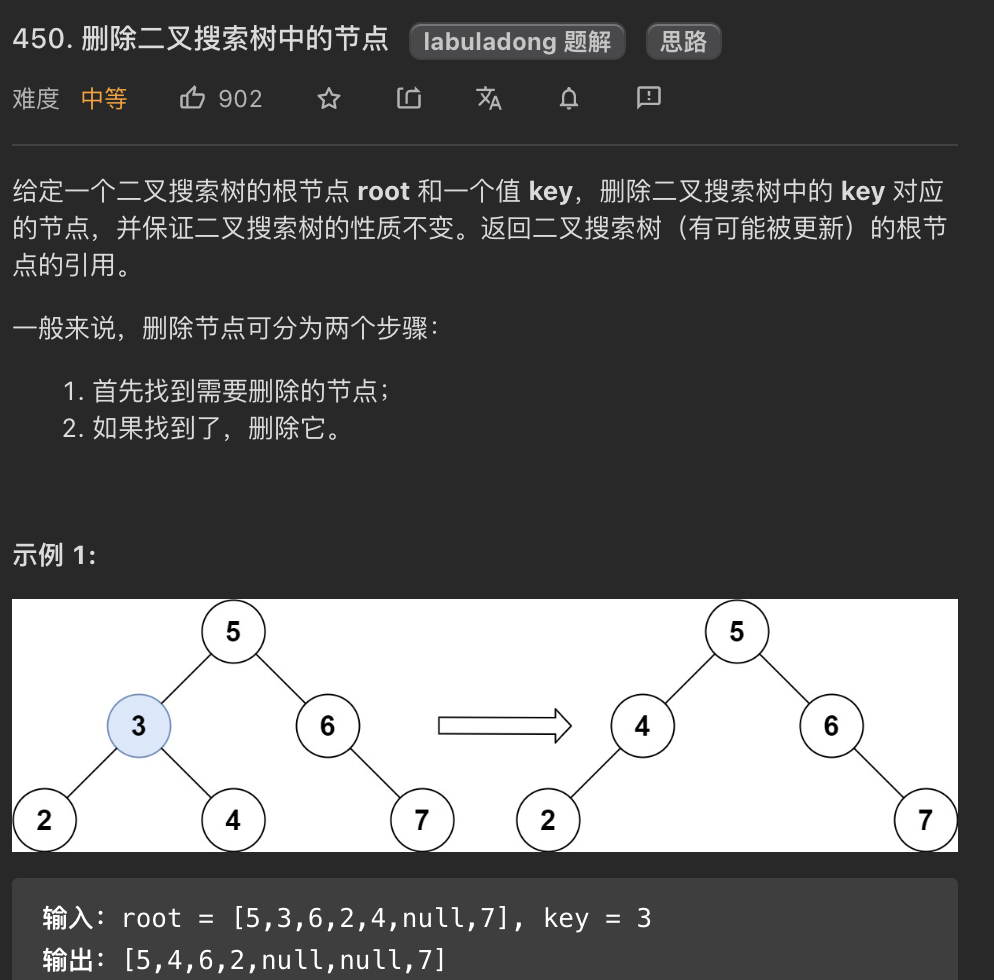 450. 删除二叉搜索树中的节点 labuladong 题解 思路
难度 中等 902
给定一个二叉搜索树的根节点 root 和一个值 key，删除二叉搜索树中的 key 对应
的节点，并保证二叉搜索树的性质不变。返回二叉搜索树（有可能被更新）的根节
点的引用。
一般来说，删除节点可分为两个步骤：
1. 首先找到需要删除的节点；
2. 如果找到了，删除它。
示例 1:
5 5
3 6 4 6
2 4 7 2 7
输入：root = [5,3,6,2,4,null,7], key = 3
输出：[5,4,6,2,null,null,7]